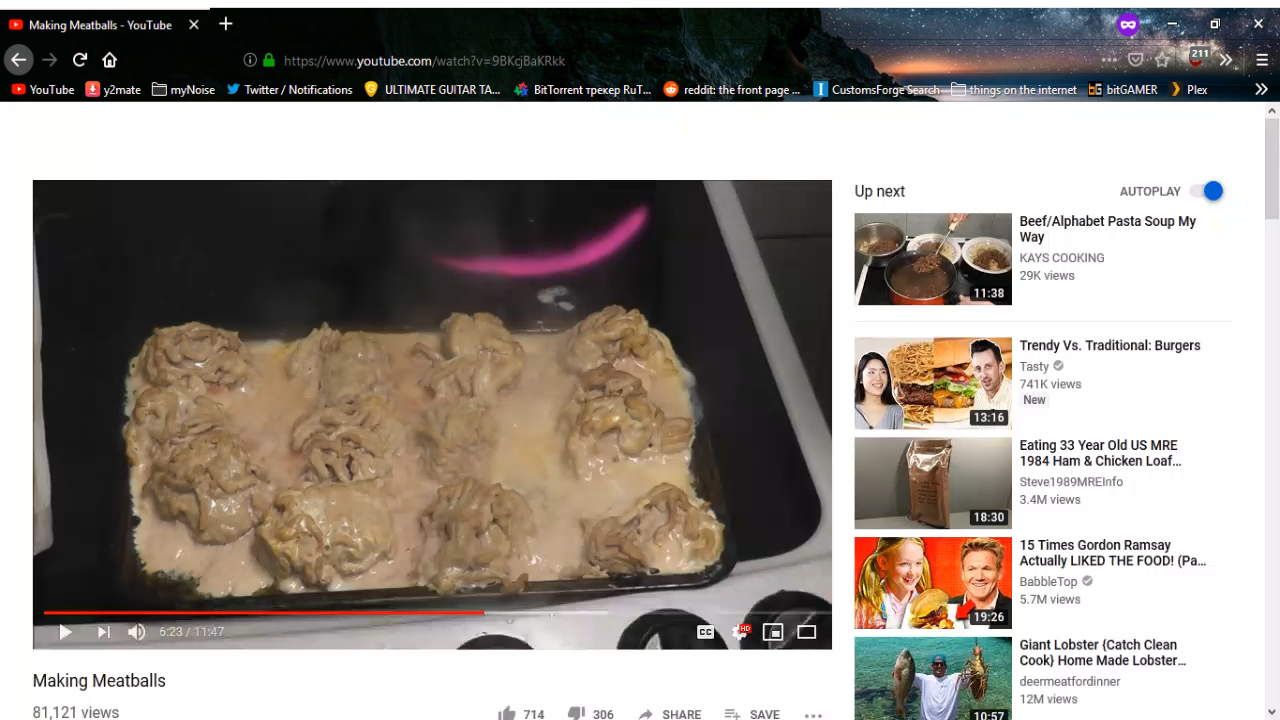 Making Meatballs - YouTube
211
https://www.youtube.com/watch?v=9BKcjBaKRkk
YouTube y2mate myNoise Twitter / Notifications ULTIMATE GUITAR TA... BitTorrent трекер RuT... reddit: the front page ... CustomsForge Search things on the internet bitGAMER Plex
Up next AUTOPLAY
Beef/Alphabet Pasta Soup My
Way
KAYS COOKING
29K views
11:38
Trendy Vs. Traditional: Burgers
Tasty
741K views
New
13:16
Eating 33 Year Old US MRE
1984 Ham & Chicken Loaf...
Steve1989MREInfo
3.4M views
18:30
15 Times Gordon Ramsay
Actually LIKED THE FOOD! (Pa...
BabbleTop
5.7M views
19:26
Giant Lobster {Catch Clean
Cook} Home Made Lobster...
deermeatfordinner
12M views
10:57
6:23 / 11:47 CC HD
Making Meatballs
81,121 views 714 306 SHARE SAVE